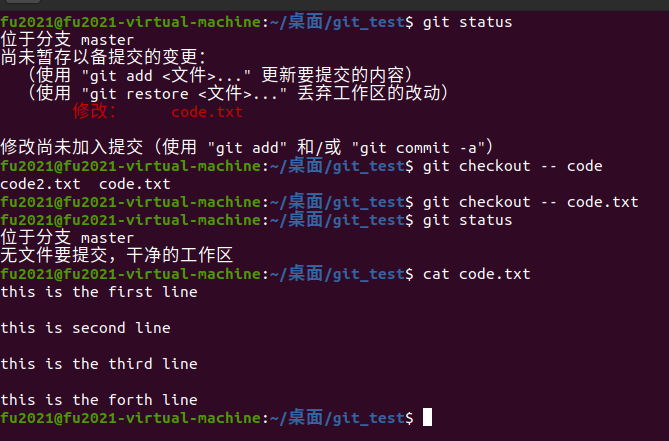 fu2021@fu2021-virtual-machine:~/桌面/git_test$ git status
位于分支 master
尚未暂存以备提交的变更：
  （使用 "git add <文件>..." 更新要提交的内容）
  （使用 "git restore <文件>..." 丢弃工作区的改动）
        修改：     code.txt

修改尚未加入提交（使用 "git add" 和/或 "git commit -a"）
fu2021@fu2021-virtual-machine:~/桌面/git_test$ git checkout -- code
code2.txt  code.txt
fu2021@fu2021-virtual-machine:~/桌面/git_test$ git checkout -- code.txt
fu2021@fu2021-virtual-machine:~/桌面/git_test$ git status
位于分支 master
无文件要提交，干净的工作区
fu2021@fu2021-virtual-machine:~/桌面/git_test$ cat code.txt
this is the first line

this is second line

this is the third line

this is the forth line
fu2021@fu2021-virtual-machine:~/桌面/git_test$